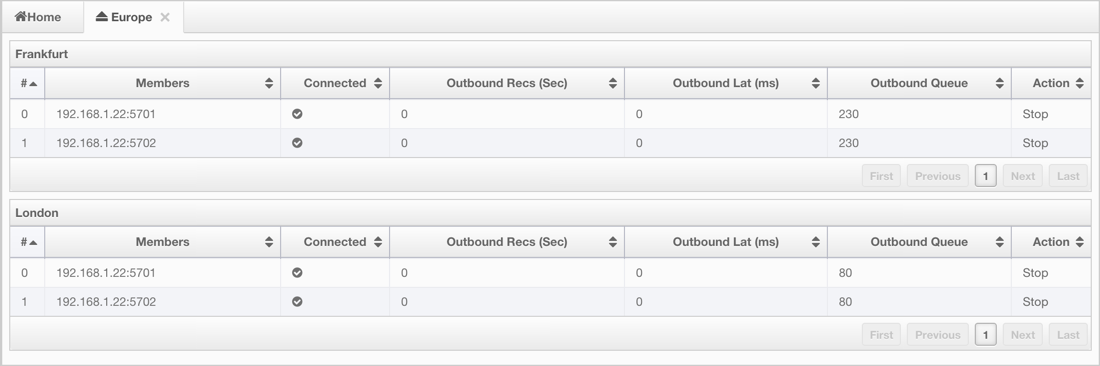 Home Europe
Frankfurt
# Members Connected Outbound Recs (Sec) Outbound Lat (ms) Outbound Queue Action
0 192.168.1.22:5701 0 0 230 Stop
1 192.168.1.22:5702 0 0 230 Stop
First Previous 1 Next Last
London
# Members Connected Outbound Recs (Sec) Outbound Lat (ms) Outbound Queue Action
0 192.168.1.22:5701 0 0 80 Stop
1 192.168.1.22:5702 0 0 80 Stop
First Previous 1 Next Last